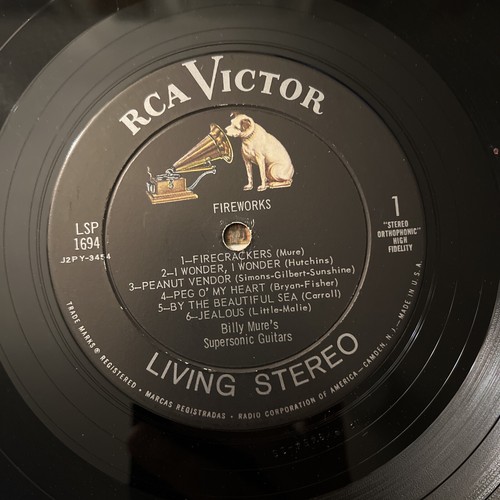 RCA VICTOR
FIREWORKS
LSP
1694
J2PY-3454
1
"STEREO
ORTHOPHONIC"
HIGH
FIDELITY
1—FIRECRACKERS (Mure)
2—I WONDER, I WONDER (Hutchins)
3—PEANUT VENDOR (Simons-Gilbert-Sunshine)
4—PEG O' MY HEART (Bryan-Fisher)
5—BY THE BEAUTIFUL SEA (Carroll)
6—JEALOUS (Little-Malie)
Billy Mure's
Supersonic Guitars
LIVING STEREO
TRADE MARKS ® REGISTERED • MARCAS REGISTRADAS • RADIO CORPORATION OF AMERICA—CAMDEN, N.J.—MADE IN U.S.A.